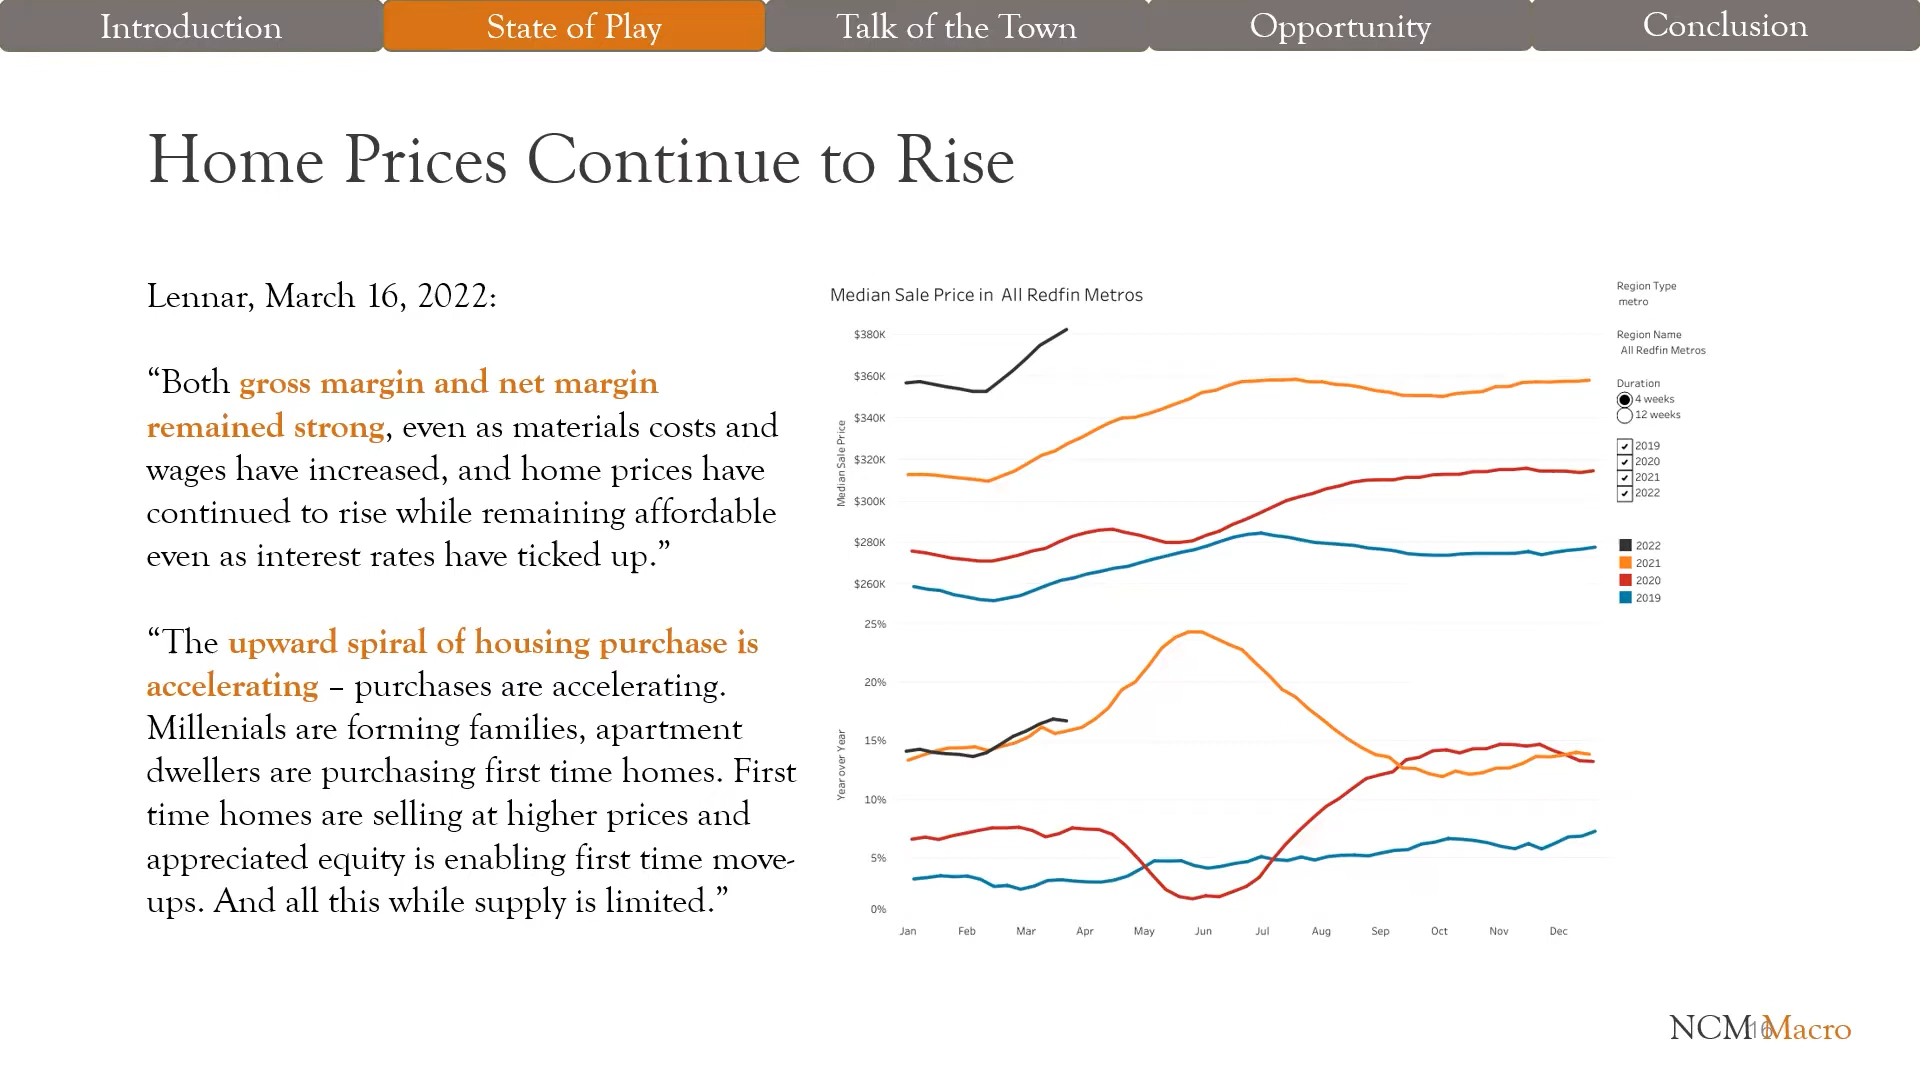 Introduction
State of Play
Talk of the Town
Opportunity
Conclusion
Home Prices Continue to Rise
Lennar, March 16, 2022:
“Both gross margin and net margin
remained strong, even as materials costs and
wages have increased, and home prices have
continued to rise while remaining affordable
even as interest rates have ticked up.”
“The upward spiral of housing purchase is
accelerating – purchases are accelerating.
Millenials are forming families, apartment
dwellers are purchasing first time homes. First
time homes are selling at higher prices and
appreciated equity is enabling first time move-
ups. And all this while supply is limited.”
Median Sale Price in All Redfin Metros
Median Sale Price
$380K
$360K
$340K
$320K
$300K
$280K
$260K
Year over Year
25%
20%
15%
10%
5%
0%
Jan Feb Mar Apr May Jun Jul Aug Sep Oct Nov Dec
Region Type
metro
Region Name
All Redfin Metros
Duration
4 weeks
12 weeks
2019
2020
2021
2022
2022
2021
2020
2019
NCM Macro
16